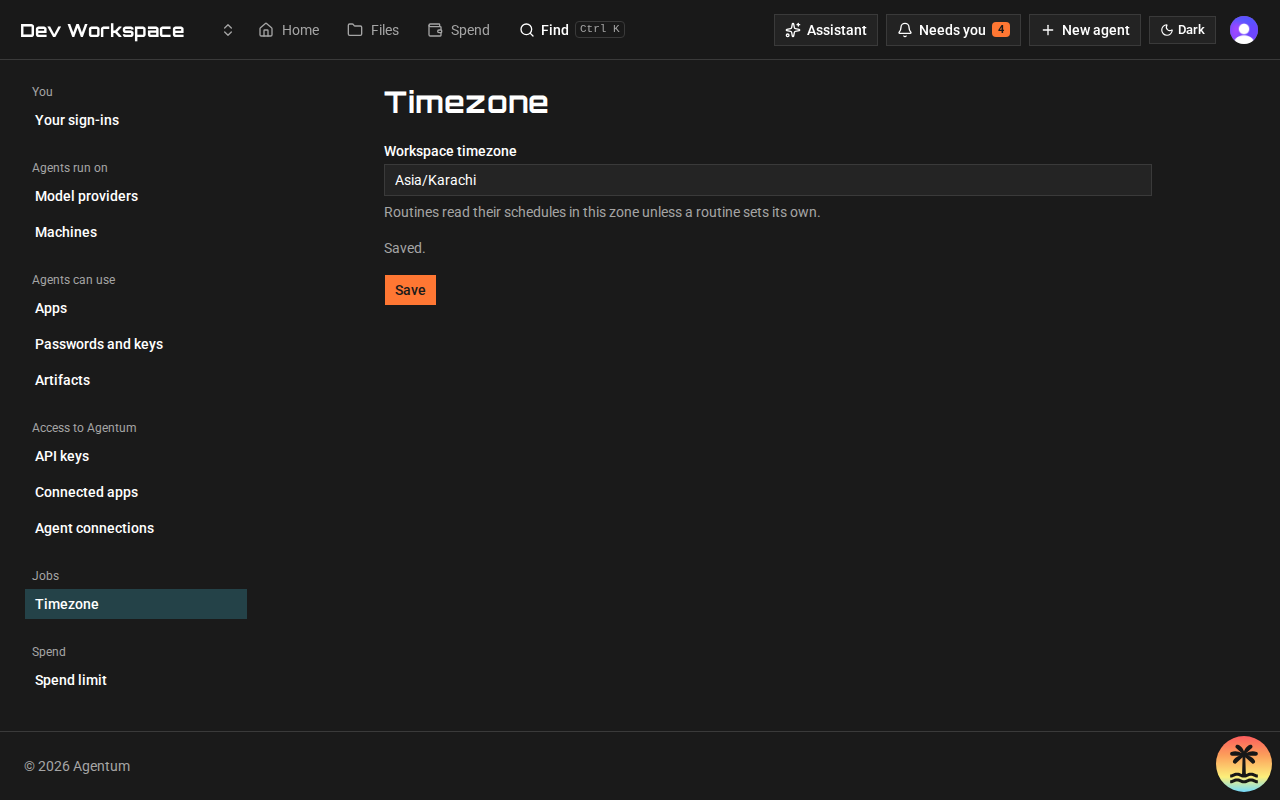 Dev Workspace
Home
Files
Spend
Find Ctrl K
Assistant
Needs you 4
New agent
Dark
You
Your sign-ins
Agents run on
Model providers
Machines
Agents can use
Apps
Passwords and keys
Artifacts
Access to Agentum
API keys
Connected apps
Agent connections
Jobs
Timezone
Spend
Spend limit
Timezone
Workspace timezone
Asia/Karachi
Routines read their schedules in this zone unless a routine sets its own.
Saved.
Save
© 2026 Agentum